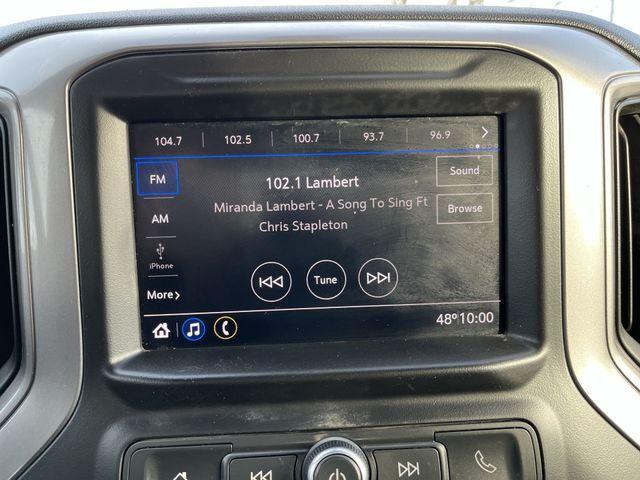 104.7 102.5 100.7 93.7 96.9
FM
Sound
102.1 Lambert
Miranda Lambert - A Song To Sing Ft
Browse
AM
Chris Stapleton
iPhone
Tune
More
48° 10:00